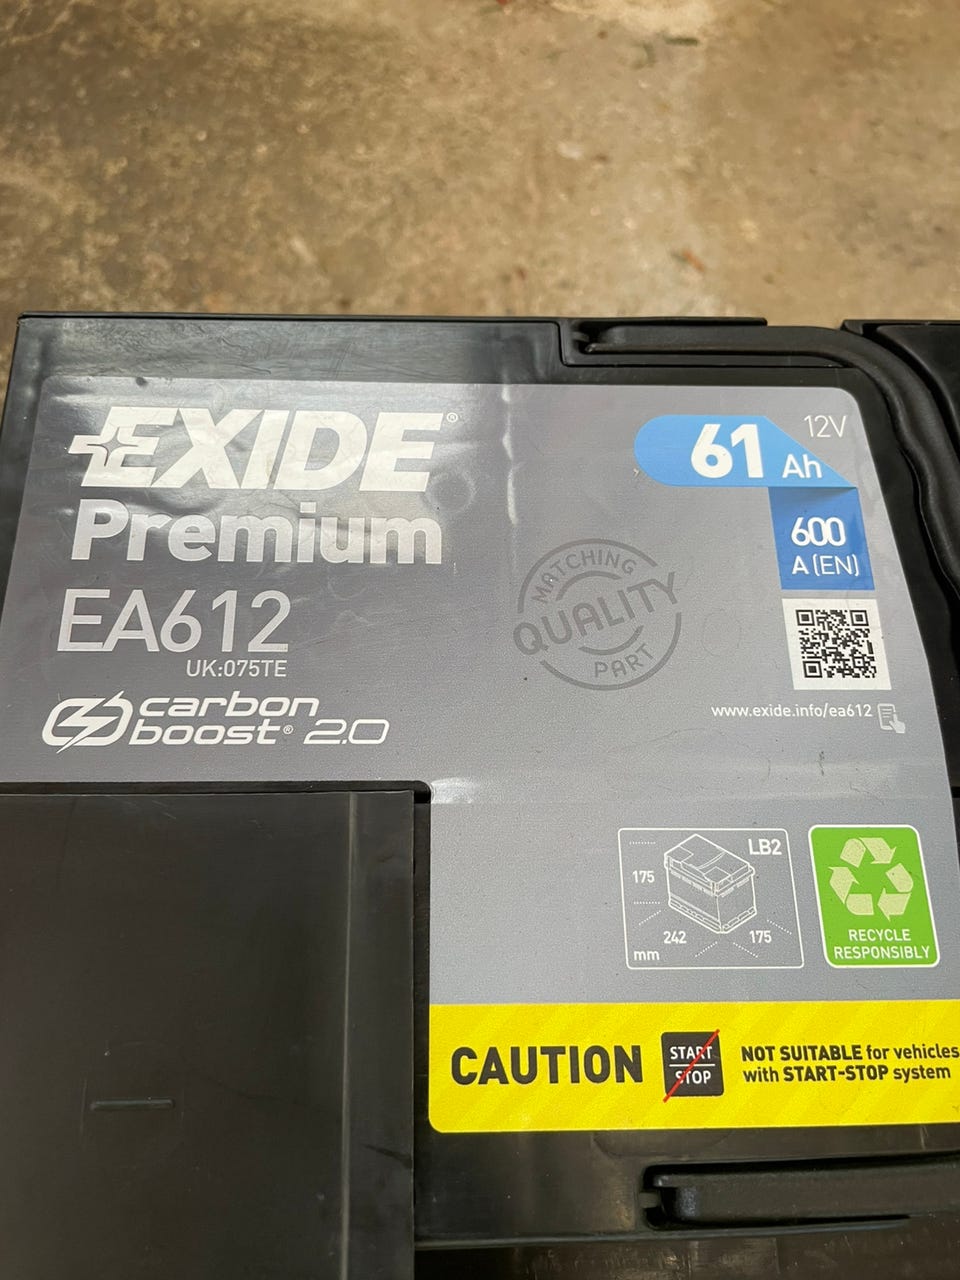 EXIDE®
Premium
EA612
UK:075TE
carbon
boost® 2.0
61 Ah
12V
600
A (EN)
MATCHING
QUALITY
PART
www.exide.info/ea612
LB2
175
242
175
mm
RECYCLE
RESPONSIBLY
CAUTION
START
STOP
NOT SUITABLE for vehicles
with START-STOP system